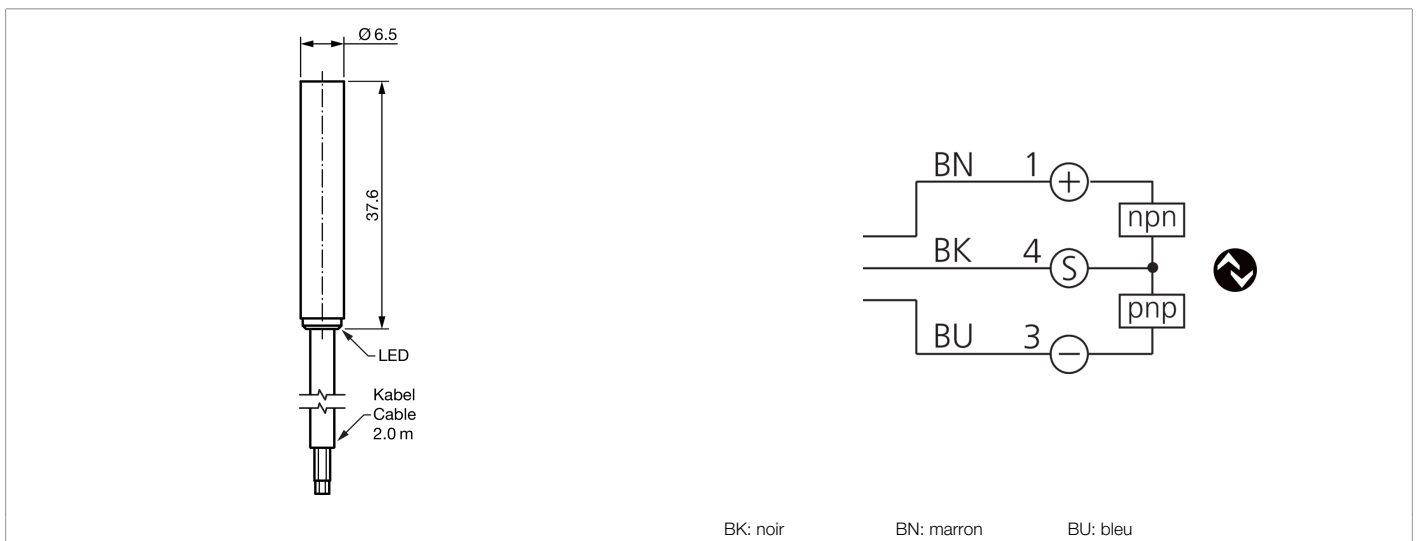 Ø 6.5
37.6
LED
Kabel
Cable
2.0 m
BN 1 +
npn
BK 4 S
pnp
BU 3 −
BK: noir BN: marron BU: bleu